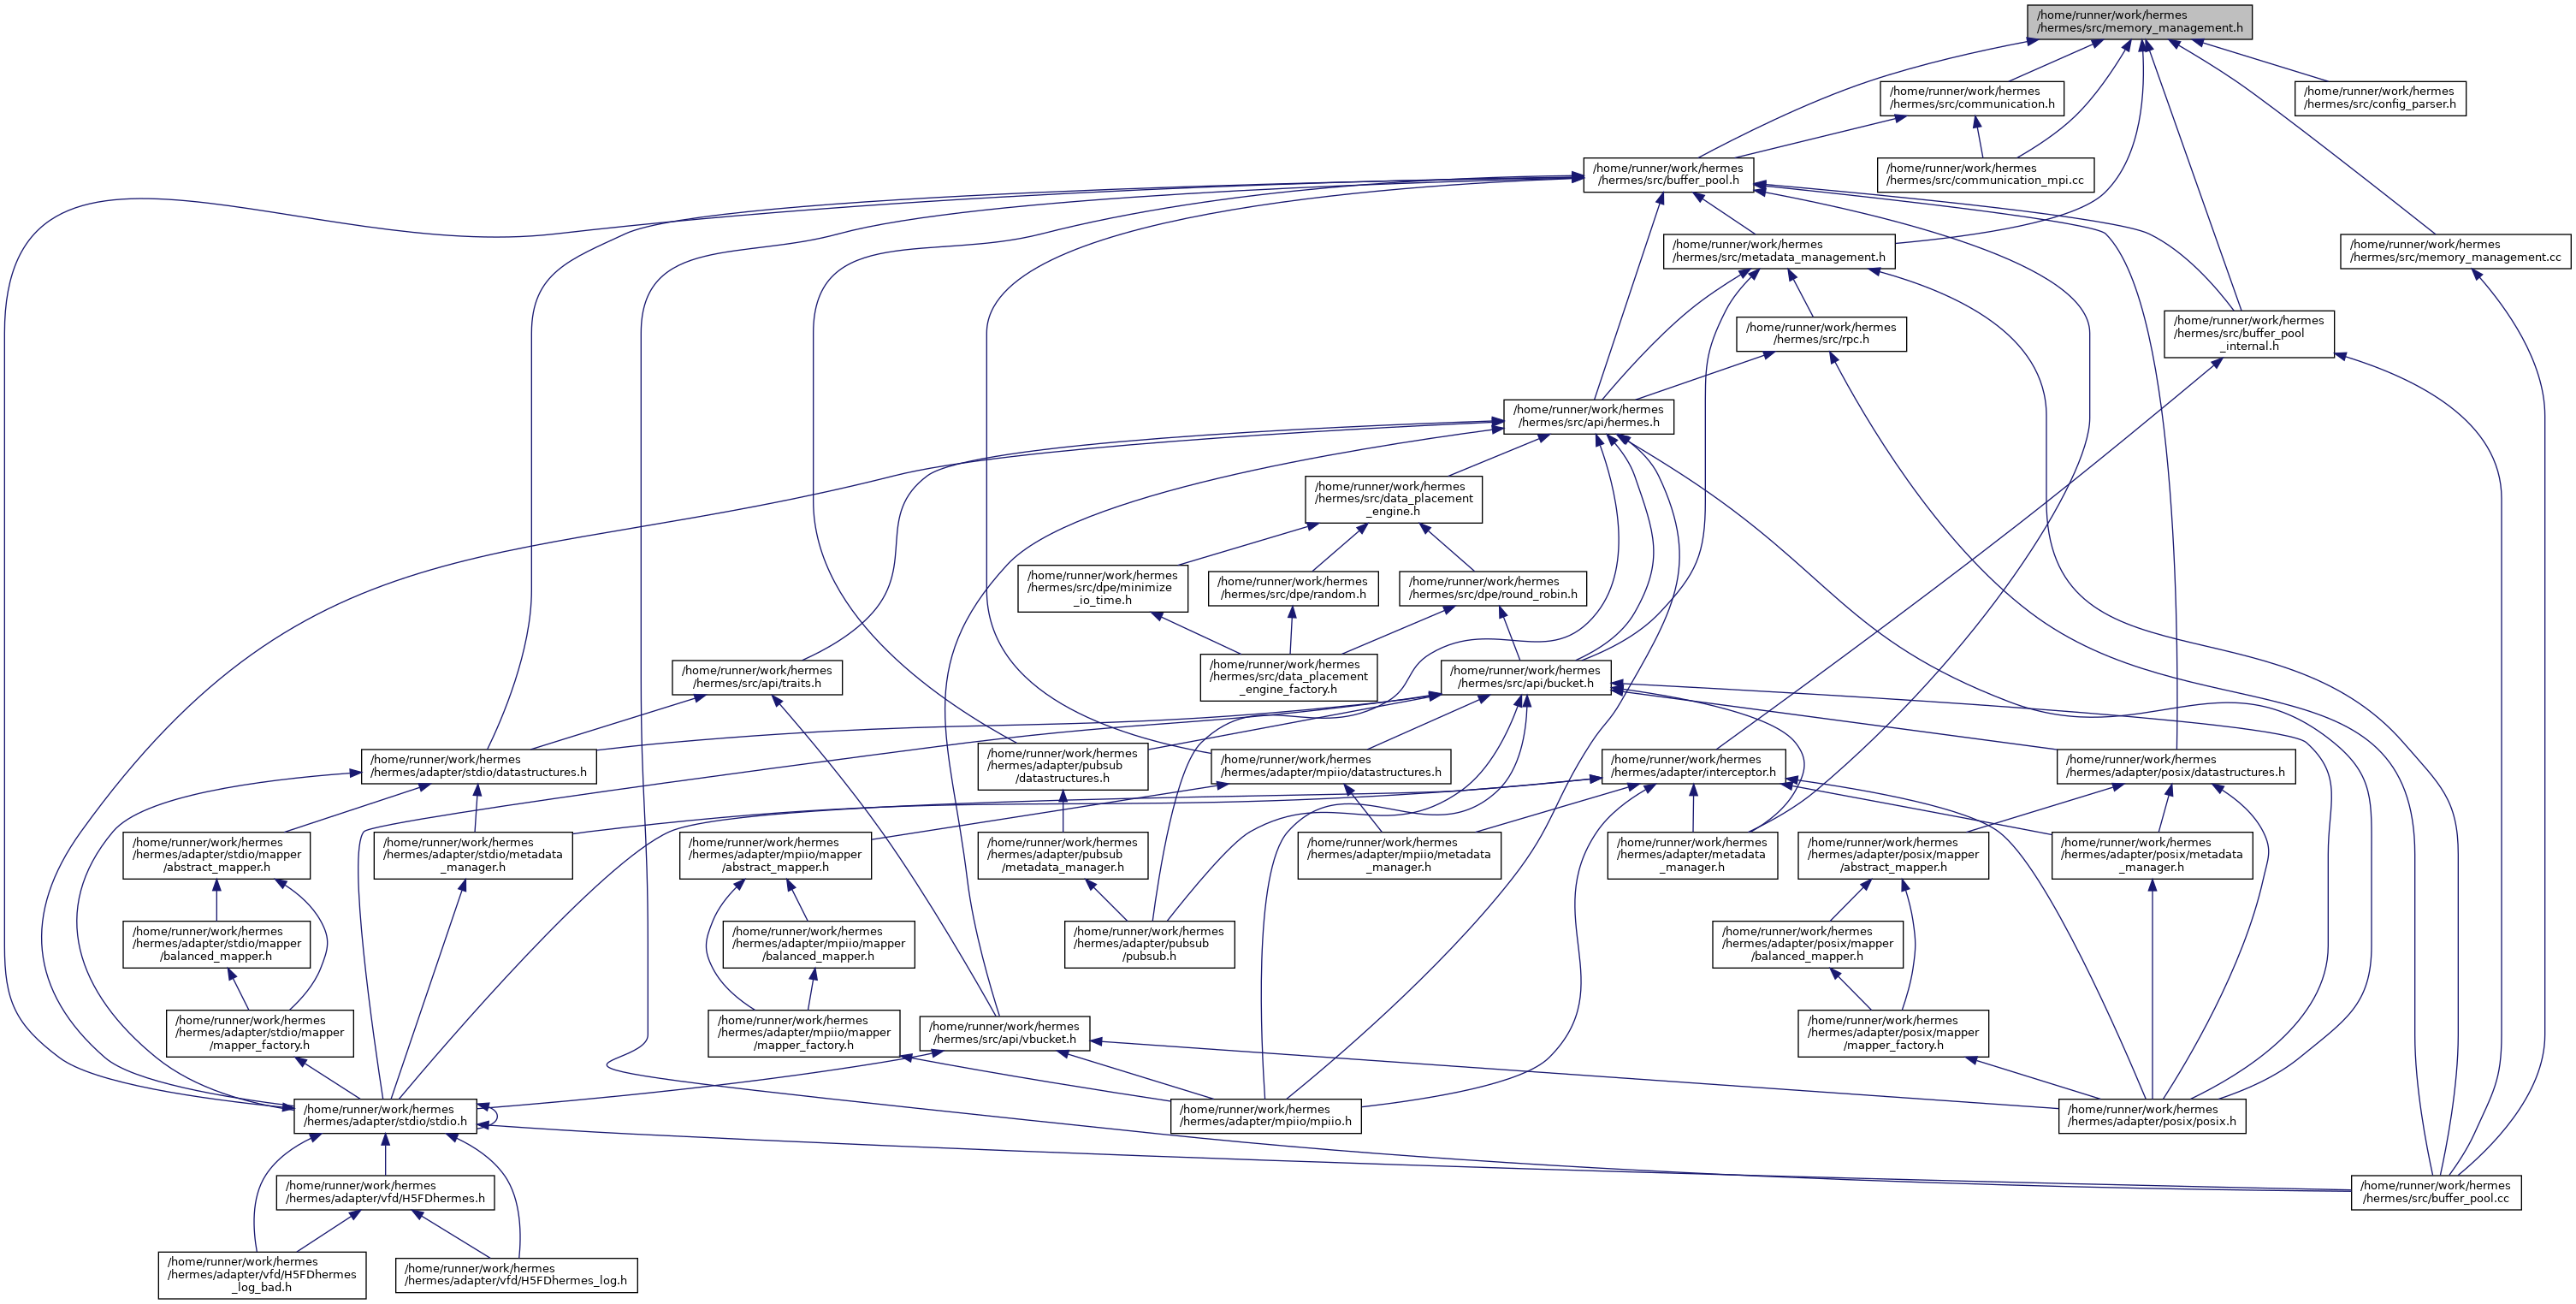 /home/runner/work/hermes
/hermes/src/memory_management.h
/home/runner/work/hermes
/hermes/src/communication.h
/home/runner/work/hermes
/hermes/src/config_parser.h
/home/runner/work/hermes
/hermes/src/buffer_pool.h
/home/runner/work/hermes
/hermes/src/communication_mpi.cc
/home/runner/work/hermes
/hermes/src/metadata_management.h
/home/runner/work/hermes
/hermes/src/memory_management.cc
/home/runner/work/hermes
/hermes/src/rpc.h
/home/runner/work/hermes
/hermes/src/buffer_pool
_internal.h
/home/runner/work/hermes
/hermes/src/api/hermes.h
/home/runner/work/hermes
/hermes/src/data_placement
_engine.h
/home/runner/work/hermes
/hermes/src/dpe/minimize
_io_time.h
/home/runner/work/hermes
/hermes/src/dpe/random.h
/home/runner/work/hermes
/hermes/src/dpe/round_robin.h
/home/runner/work/hermes
/hermes/src/api/traits.h
/home/runner/work/hermes
/hermes/src/data_placement
_engine_factory.h
/home/runner/work/hermes
/hermes/src/api/bucket.h
/home/runner/work/hermes
/hermes/adapter/stdio/datastructures.h
/home/runner/work/hermes
/hermes/adapter/pubsub
/datastructures.h
/home/runner/work/hermes
/hermes/adapter/mpiio/datastructures.h
/home/runner/work/hermes
/hermes/adapter/interceptor.h
/home/runner/work/hermes
/hermes/adapter/posix/datastructures.h
/home/runner/work/hermes
/hermes/adapter/stdio/mapper
/abstract_mapper.h
/home/runner/work/hermes
/hermes/adapter/stdio/metadata
_manager.h
/home/runner/work/hermes
/hermes/adapter/mpiio/mapper
/abstract_mapper.h
/home/runner/work/hermes
/hermes/adapter/pubsub
/metadata_manager.h
/home/runner/work/hermes
/hermes/adapter/mpiio/metadata
_manager.h
/home/runner/work/hermes
/hermes/adapter/metadata
_manager.h
/home/runner/work/hermes
/hermes/adapter/posix/mapper
/abstract_mapper.h
/home/runner/work/hermes
/hermes/adapter/posix/metadata
_manager.h
/home/runner/work/hermes
/hermes/adapter/stdio/mapper
/balanced_mapper.h
/home/runner/work/hermes
/hermes/adapter/mpiio/mapper
/balanced_mapper.h
/home/runner/work/hermes
/hermes/adapter/pubsub
/pubsub.h
/home/runner/work/hermes
/hermes/adapter/posix/mapper
/balanced_mapper.h
/home/runner/work/hermes
/hermes/adapter/stdio/mapper
/mapper_factory.h
/home/runner/work/hermes
/hermes/adapter/mpiio/mapper
/mapper_factory.h
/home/runner/work/hermes
/hermes/src/api/vbucket.h
/home/runner/work/hermes
/hermes/adapter/posix/mapper
/mapper_factory.h
/home/runner/work/hermes
/hermes/adapter/stdio/stdio.h
/home/runner/work/hermes
/hermes/adapter/mpiio/mpiio.h
/home/runner/work/hermes
/hermes/adapter/posix/posix.h
/home/runner/work/hermes
/hermes/adapter/vfd/H5FDhermes.h
/home/runner/work/hermes
/hermes/src/buffer_pool.cc
/home/runner/work/hermes
/hermes/adapter/vfd/H5FDhermes
_log_bad.h
/home/runner/work/hermes
/hermes/adapter/vfd/H5FDhermes_log.h